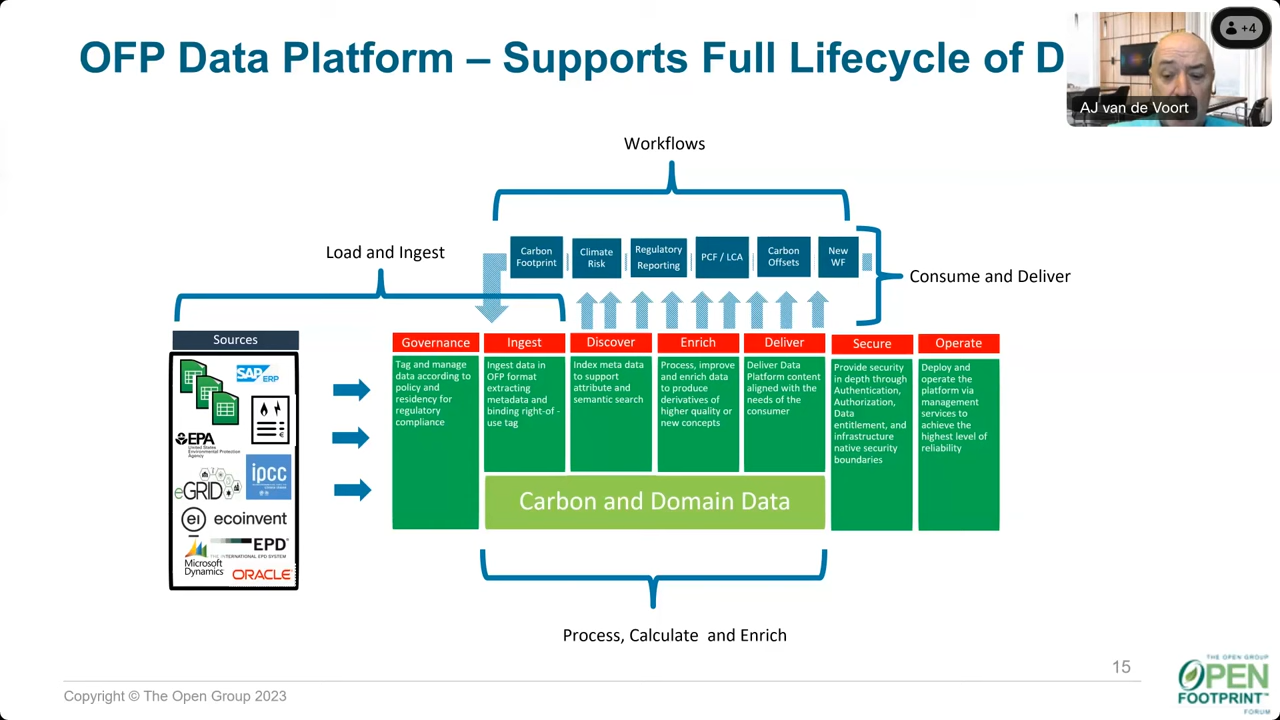 OFP Data Platform – Supports Full Lifecycle of D
+4
AJ van de Voort
Workflows
Load and Ingest
Carbon
Footprint
Climate
Risk
Regulatory
Reporting
PCF / LCA
Carbon
Offsets
New
WF
Consume and Deliver
Sources
SAP ERP
EPA
United States
Environmental Protection
Agency
eGRID
ipcc
ei ecoinvent
EPD
THE INTERNATIONAL EPD SYSTEM
Microsoft
Dynamics
ORACLE
Governance
Tag and manage
data according to
policy and
residency for
regulatory
compliance
Ingest
Ingest data in
OFP format
extracting
metadata and
binding right-of -
use tag
Discover
Index meta data
to support
attribute and
semantic search
Enrich
Process, improve
and enrich data
to produce
derivatives of
higher quality or
new concepts
Deliver
Deliver Data
Platform content
aligned with the
needs of the
consumer
Secure
Provide security
in depth through
Authentication,
Authorization,
Data
entitlement, and
infrastructure
native security
boundaries
Operate
Deploy and
operate the
platform via
management
services to
achieve the
highest level of
reliability
Carbon and Domain Data
Process, Calculate and Enrich
15
Copyright © The Open Group 2023
THE OPEN GROUP
OPEN
FOOTPRINT™
FORUM